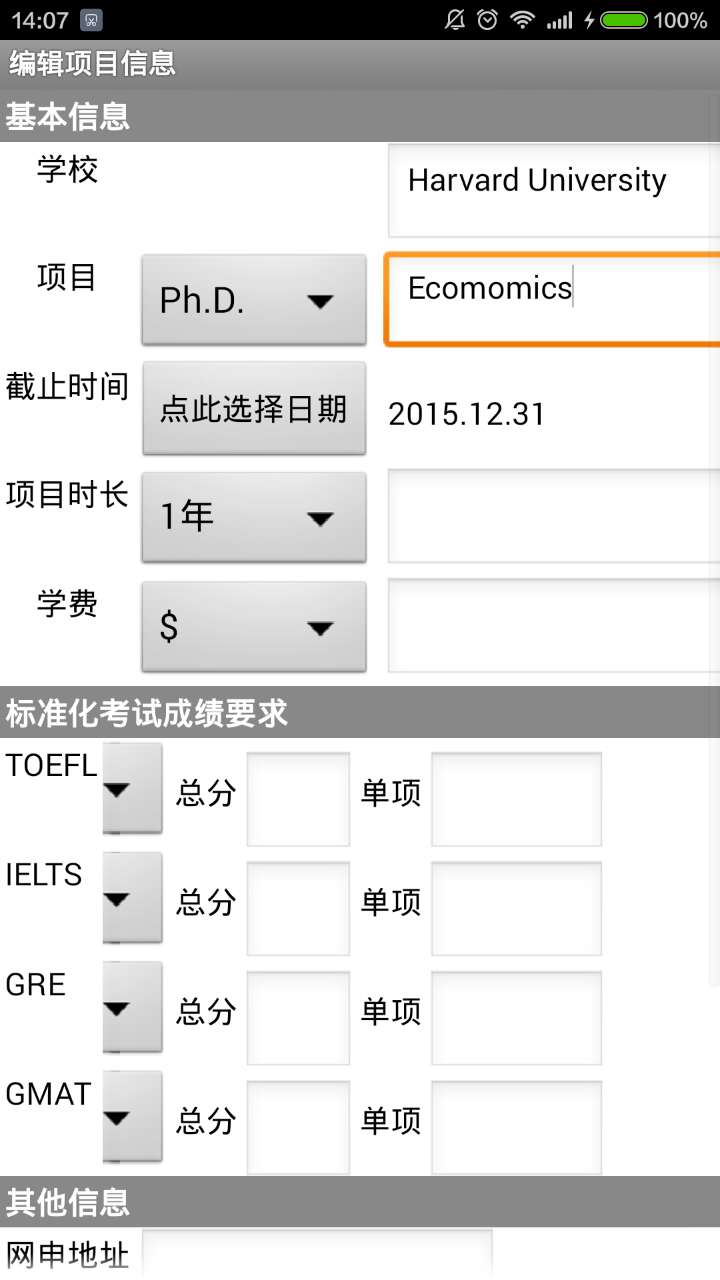 14:07 100%
编辑项目信息
基本信息
学校 Harvard University
项目 Ph.D. Ecomomics
截止时间 点此选择日期 2015.12.31
项目时长 1年
学费 $
标准化考试成绩要求
TOEFL 总分 单项
IELTS 总分 单项
GRE 总分 单项
GMAT 总分 单项
其他信息
网申地址